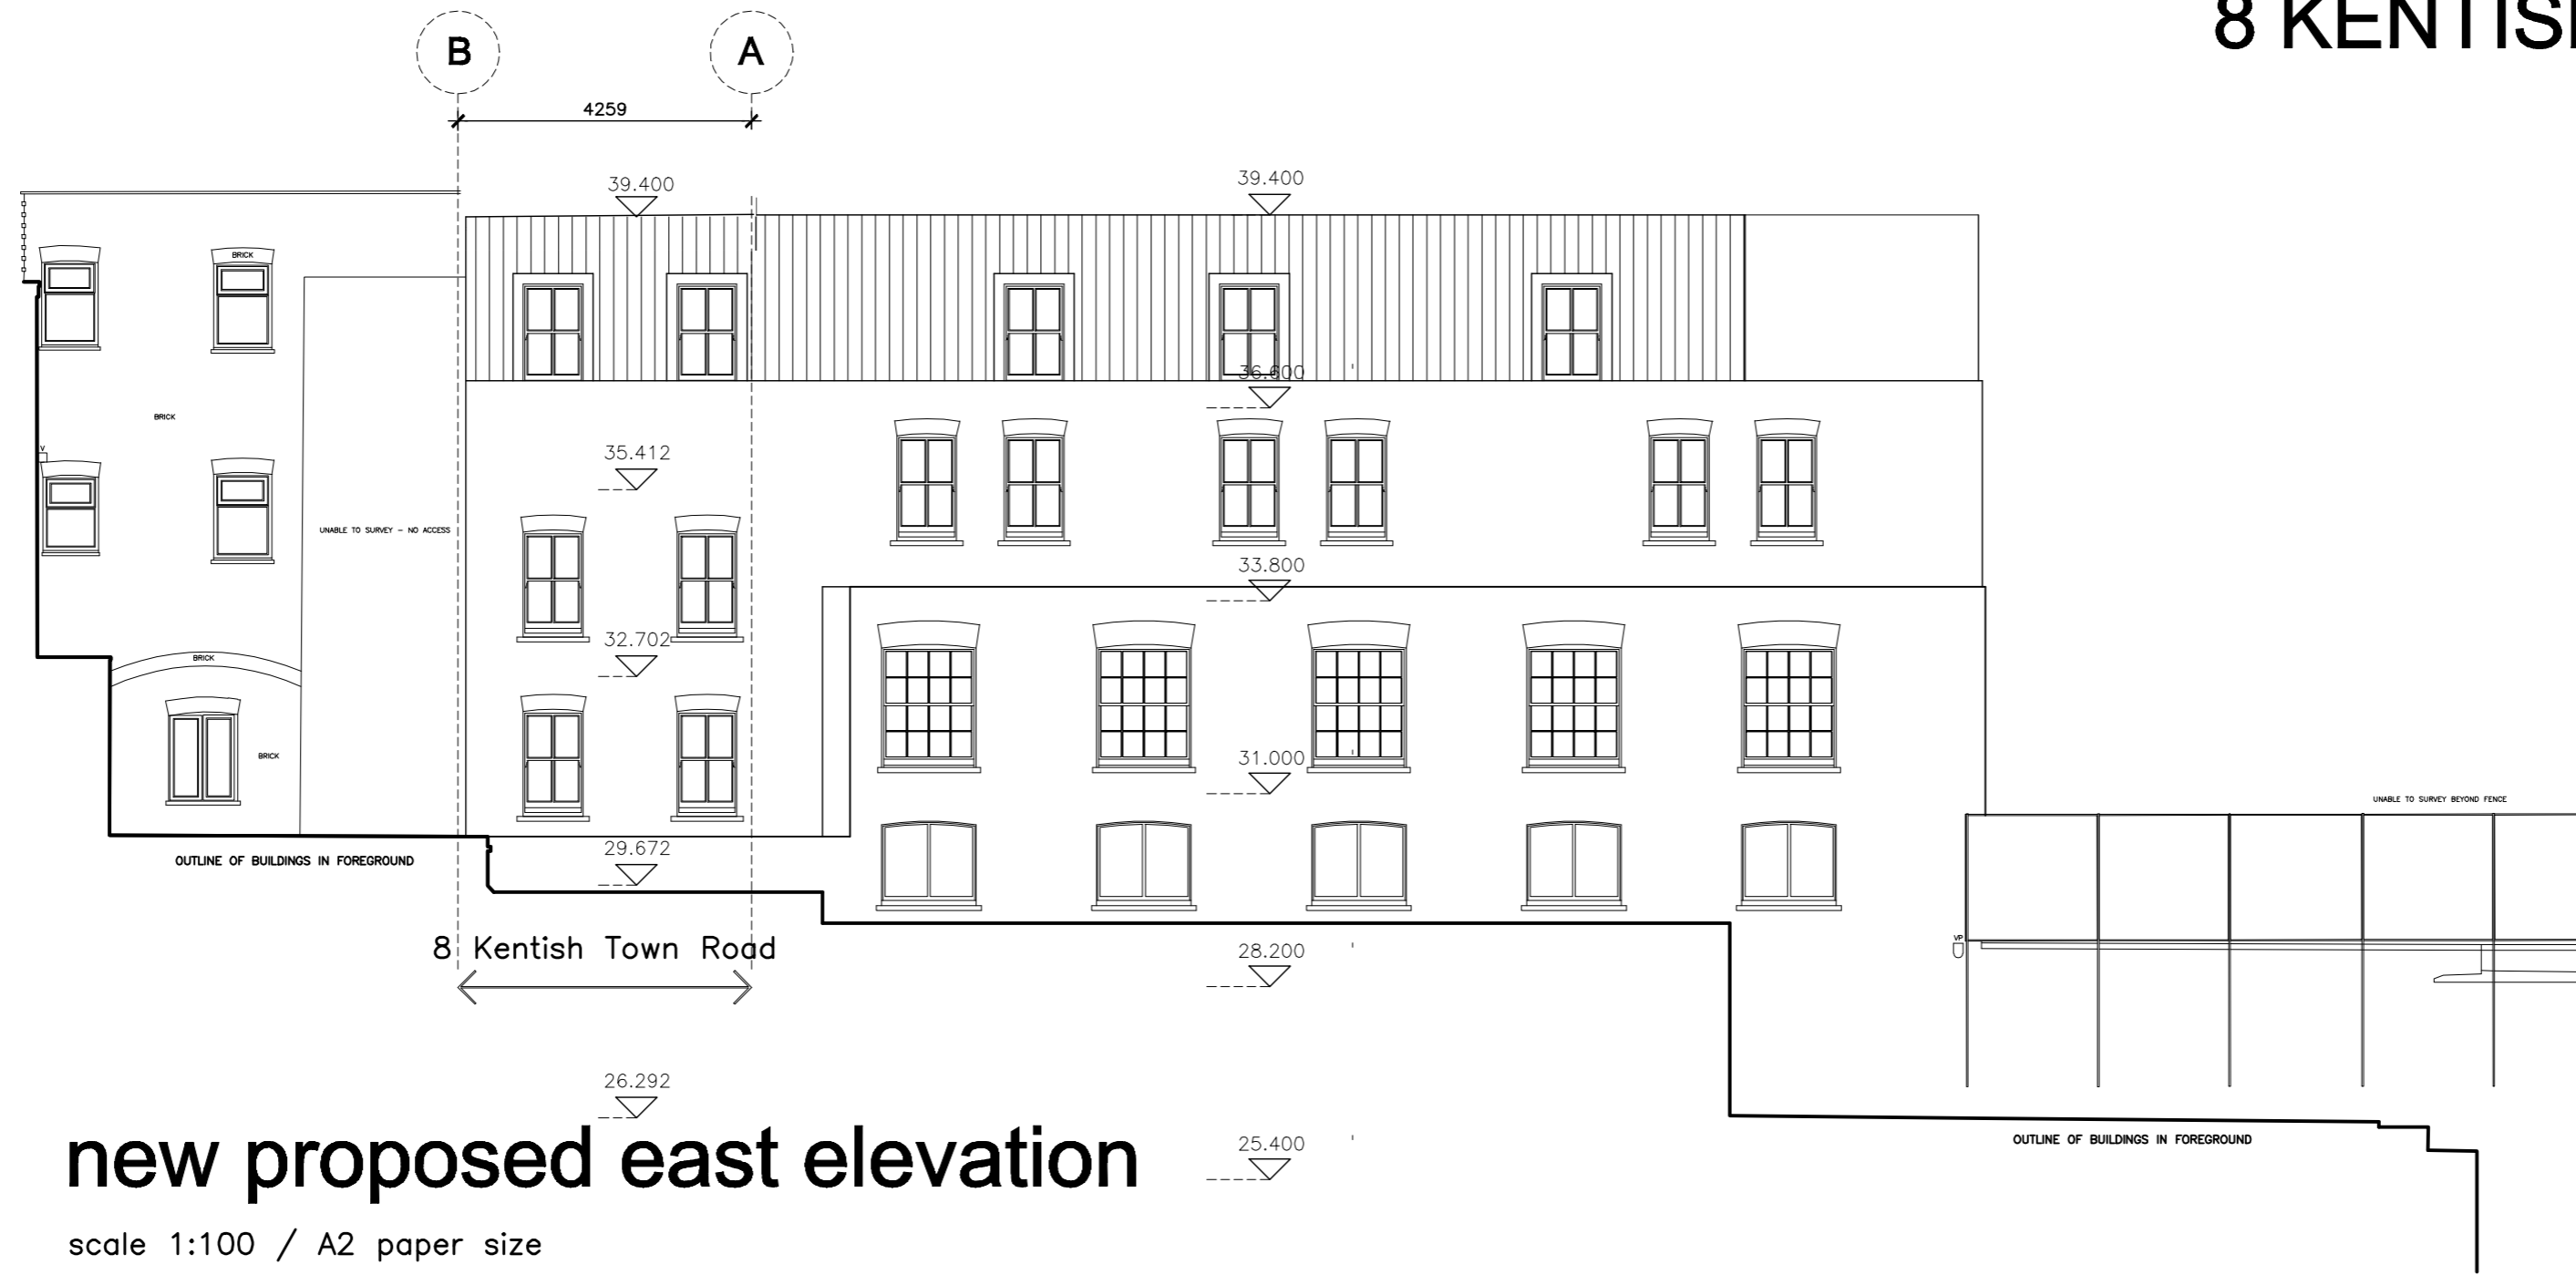 8 KENTISH
B
A
4259
39.400
39.400
BRICK
36.600
BRICK
V
35.412
UNABLE TO SURVEY - NO ACCESS
33.800
32.702
BRICK
BRICK
31.000
UNABLE TO SURVEY BEYOND FENCE
29.672
OUTLINE OF BUILDINGS IN FOREGROUND
8 Kentish Town Road
VP
28.200
26.292
new proposed east elevation
25.400
OUTLINE OF BUILDINGS IN FOREGROUND
scale 1:100 / A2 paper size